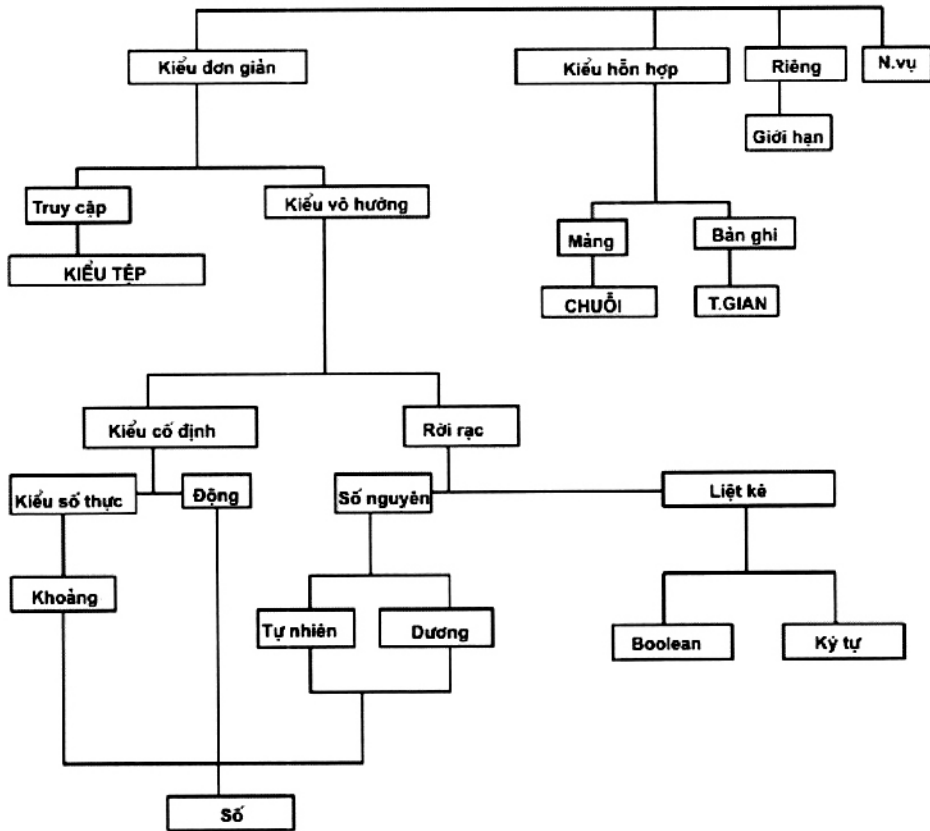 Kiểu đơn giản
Kiểu hỗn hợp
Riêng
N.vụ
Giới hạn
Truy cập
Kiểu vô hướng
Mảng
Bản ghi
KIỂU TỆP
CHUỖI
T.GIAN
Kiểu cố định
Rời rạc
Kiểu số thực
Động
Số nguyên
Liệt kê
Khoảng
Tự nhiên
Dương
Boolean
Ký tự
Số